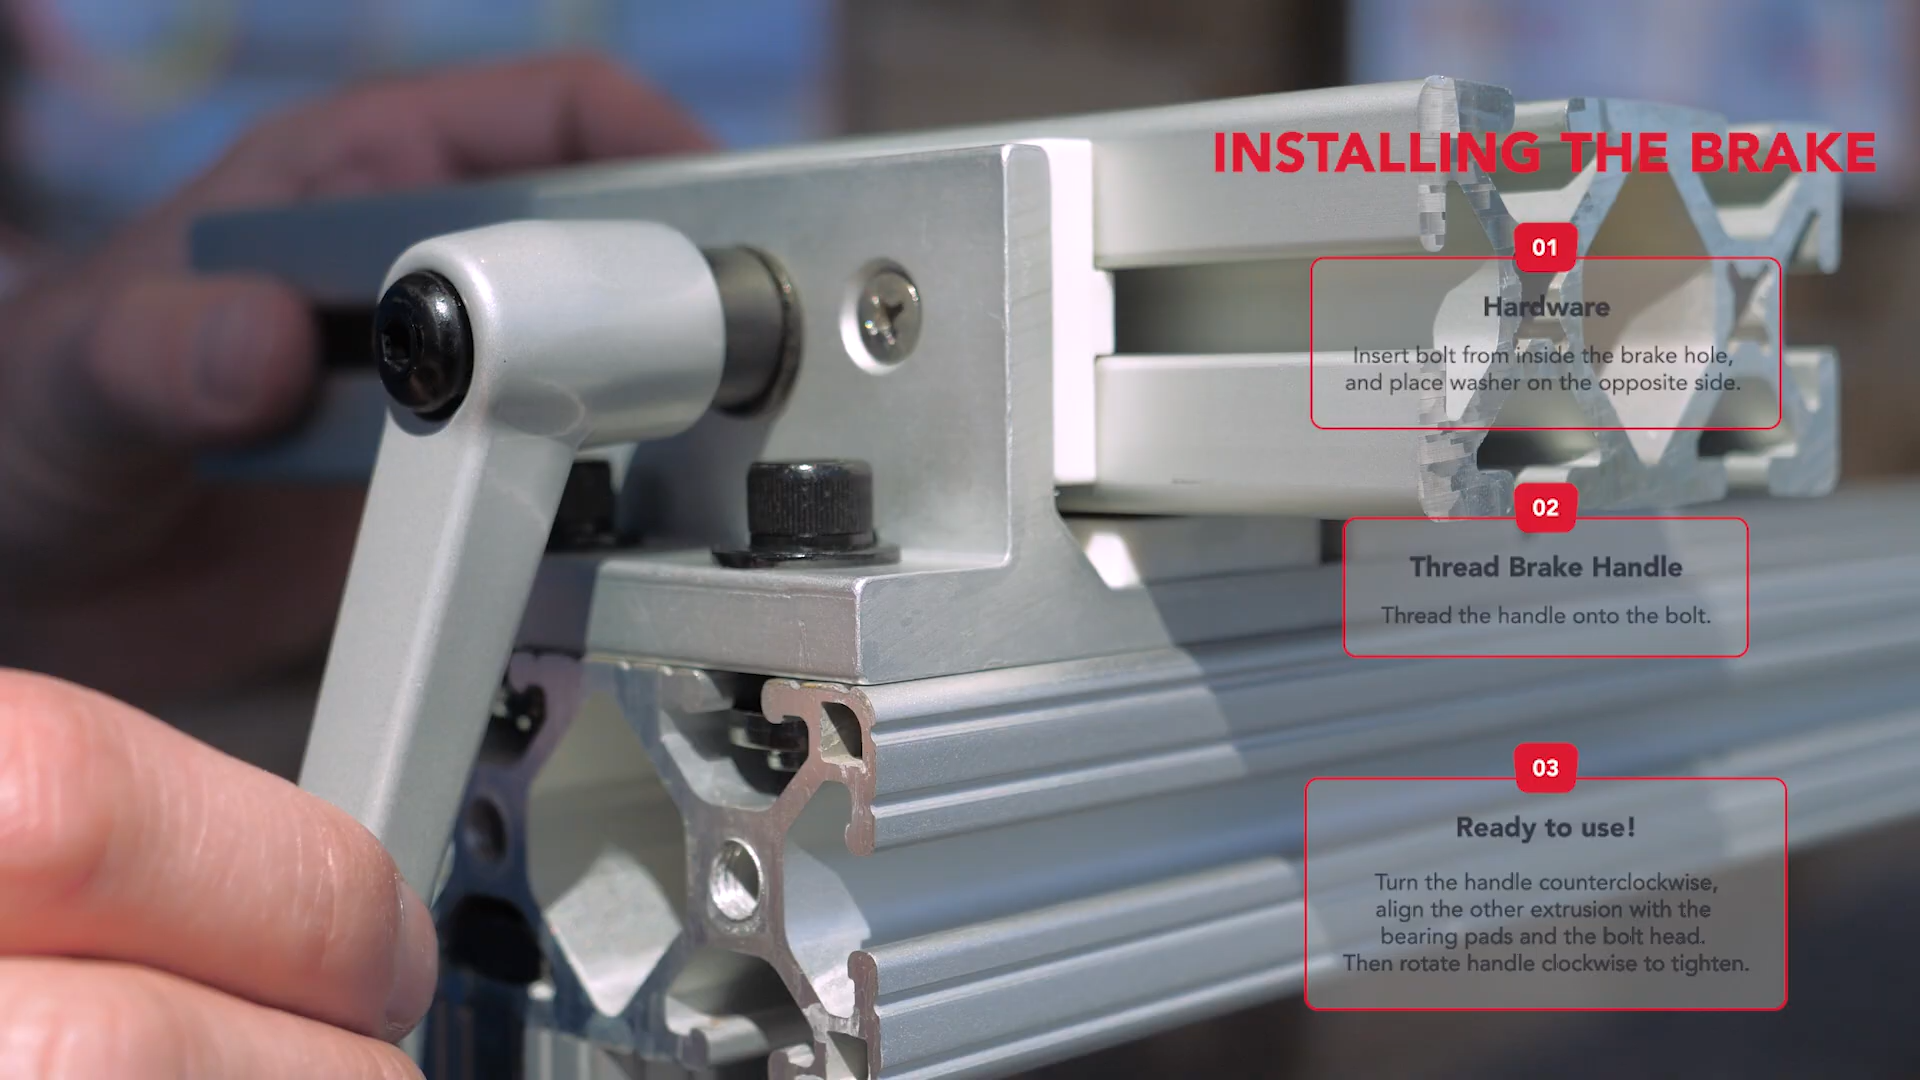 INSTALLING THE BRAKE
01
Hardware
Insert bolt from inside the brake hole,
and place washer on the opposite side.
02
Thread Brake Handle
Thread the handle onto the bolt.
03
Ready to use!
Turn the handle counterclockwise,
align the other extrusion with the
bearing pads and the bolt head.
Then rotate handle clockwise to tighten.